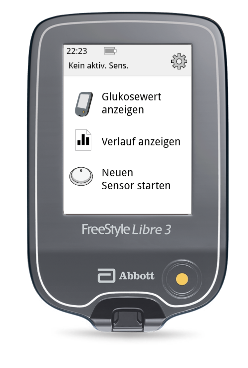 22:23
Kein aktiv. Sens.
Glukosewert
anzeigen
Verlauf anzeigen
Neuen
Sensor starten
FreeStyle Libre 3
Abbott